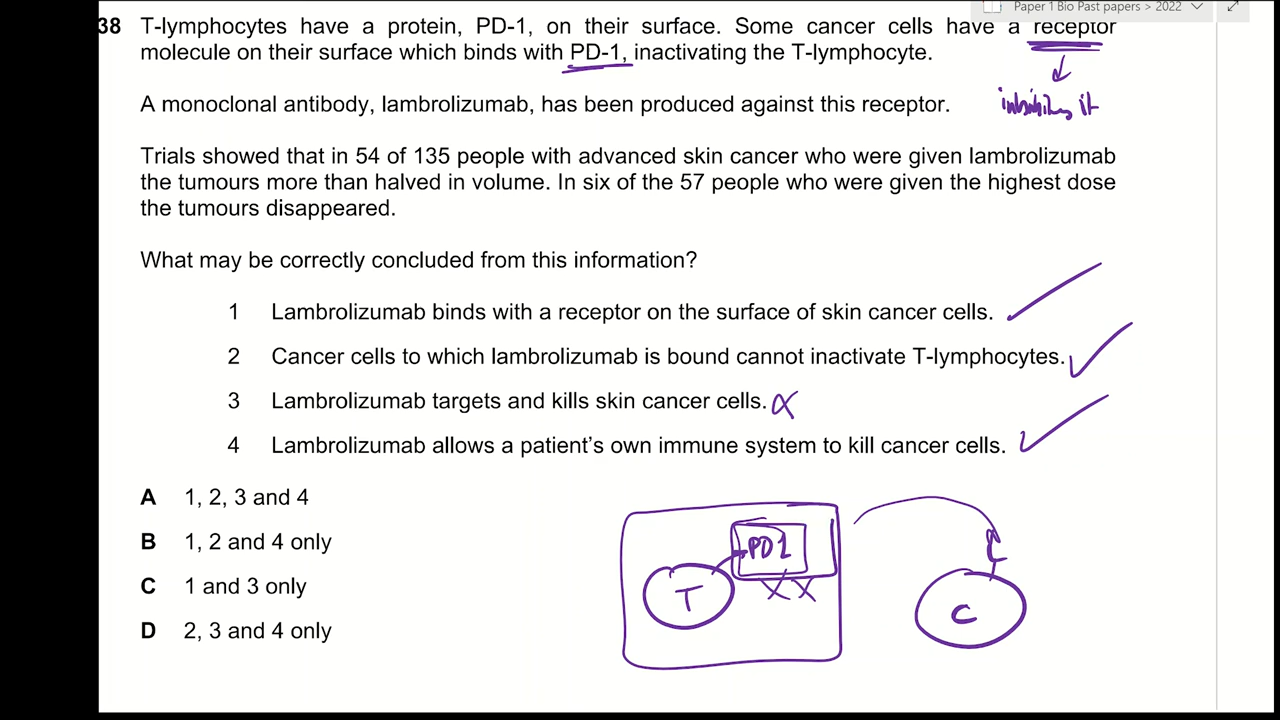 Paper 1 Bio Past papers > 2022
38 T-lymphocytes have a protein, PD-1, on their surface. Some cancer cells have a receptor
molecule on their surface which binds with PD-1, inactivating the T-lymphocyte.
A monoclonal antibody, lambrolizumab, has been produced against this receptor.
it
Trials showed that in 54 of 135 people with advanced skin cancer who were given lambrolizumab
the tumours more than halved in volume. In six of the 57 people who were given the highest dose
the tumours disappeared.
What may be correctly concluded from this information?
1 Lambrolizumab binds with a receptor on the surface of skin cancer cells.
2 Cancer cells to which lambrolizumab is bound cannot inactivate T-lymphocytes.
3 Lambrolizumab targets and kills skin cancer cells.
4 Lambrolizumab allows a patient's own immune system to kill cancer cells.
A 1, 2, 3 and 4
B 1, 2 and 4 only
C 1 and 3 only
D 2, 3 and 4 only
PD1
T
C